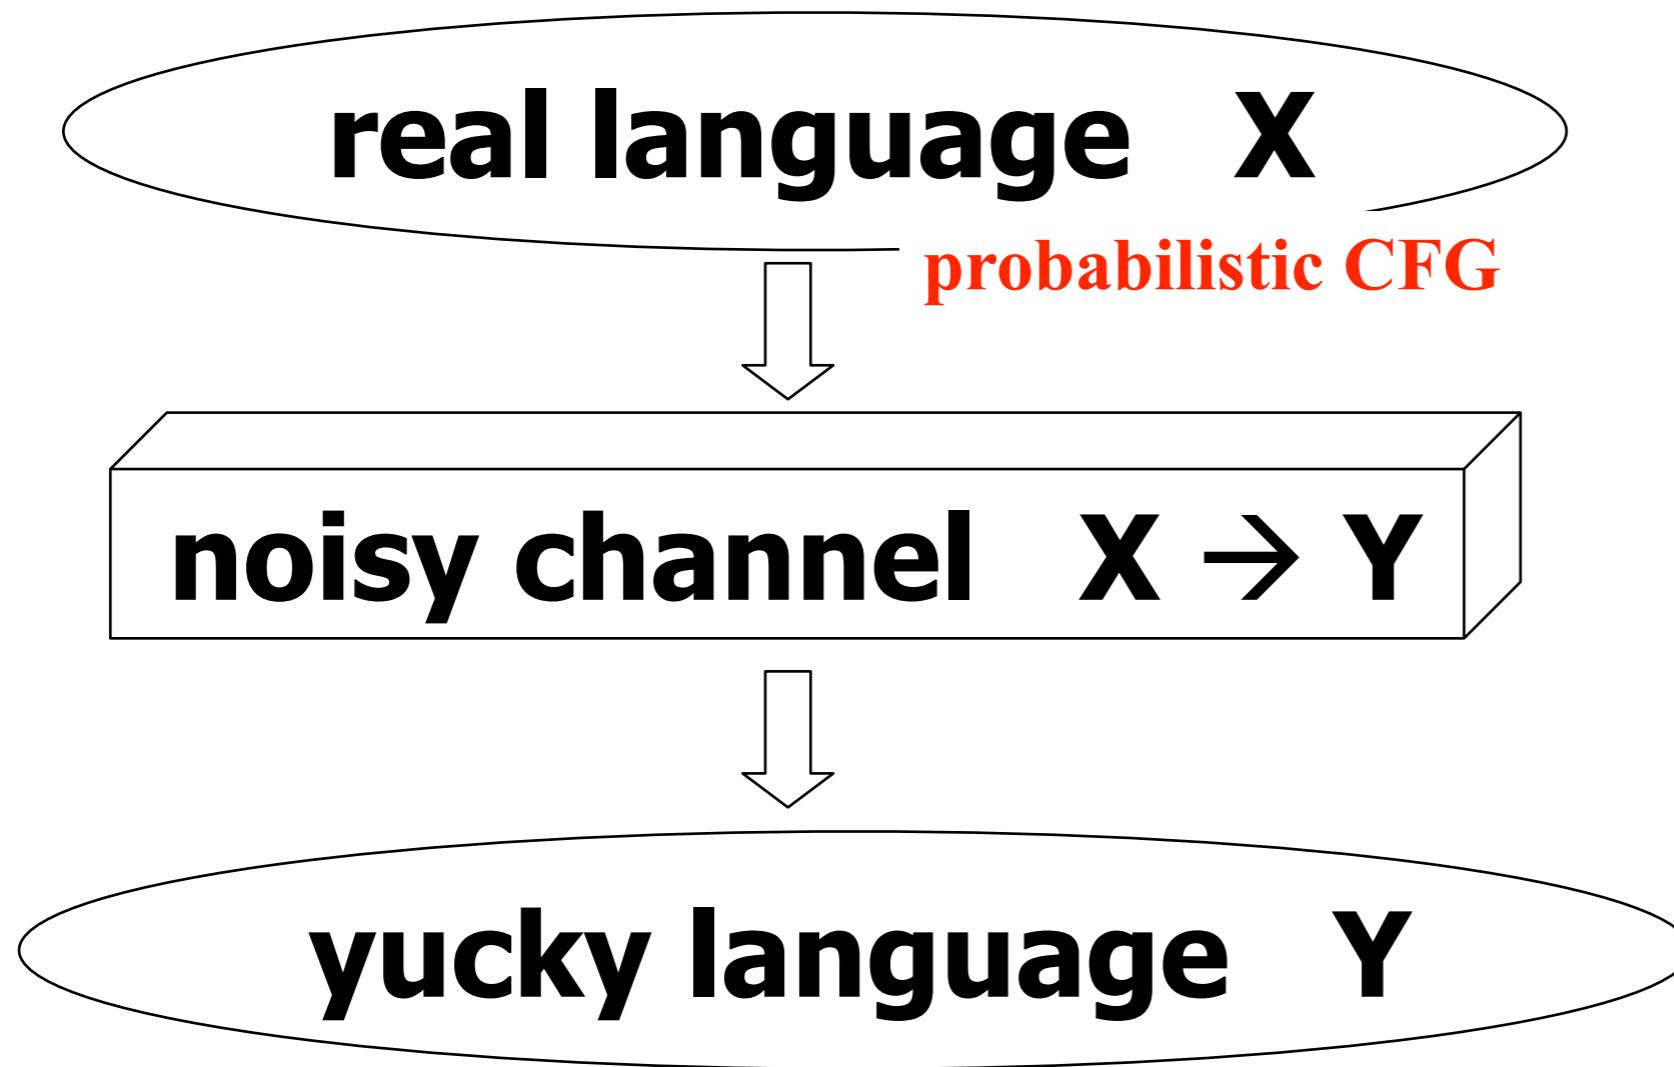 real language X
probabilistic CFG
noisy channel X → Y
yucky language Y